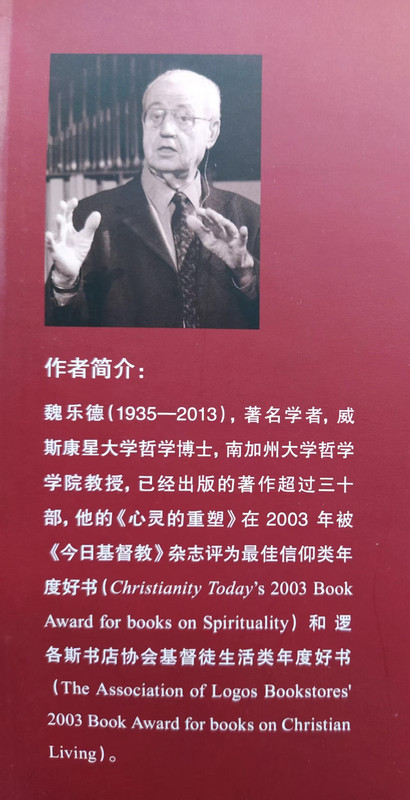 作者简介：
魏乐德（1935—2013），著名学者，威
斯康星大学哲学博士，南加州大学哲学
学院教授，已经出版的著作超过三十
部，他的《心灵的重塑》在 2003 年被
《今日基督教》杂志评为最佳信仰类年
度好书（Christianity Today's 2003 Book
Award for books on Spirituality）和 逻
各斯书店协会基督徒生活类年度好书
（The Association of Logos Bookstores'
2003 Book Award for books on Christian
Living）。